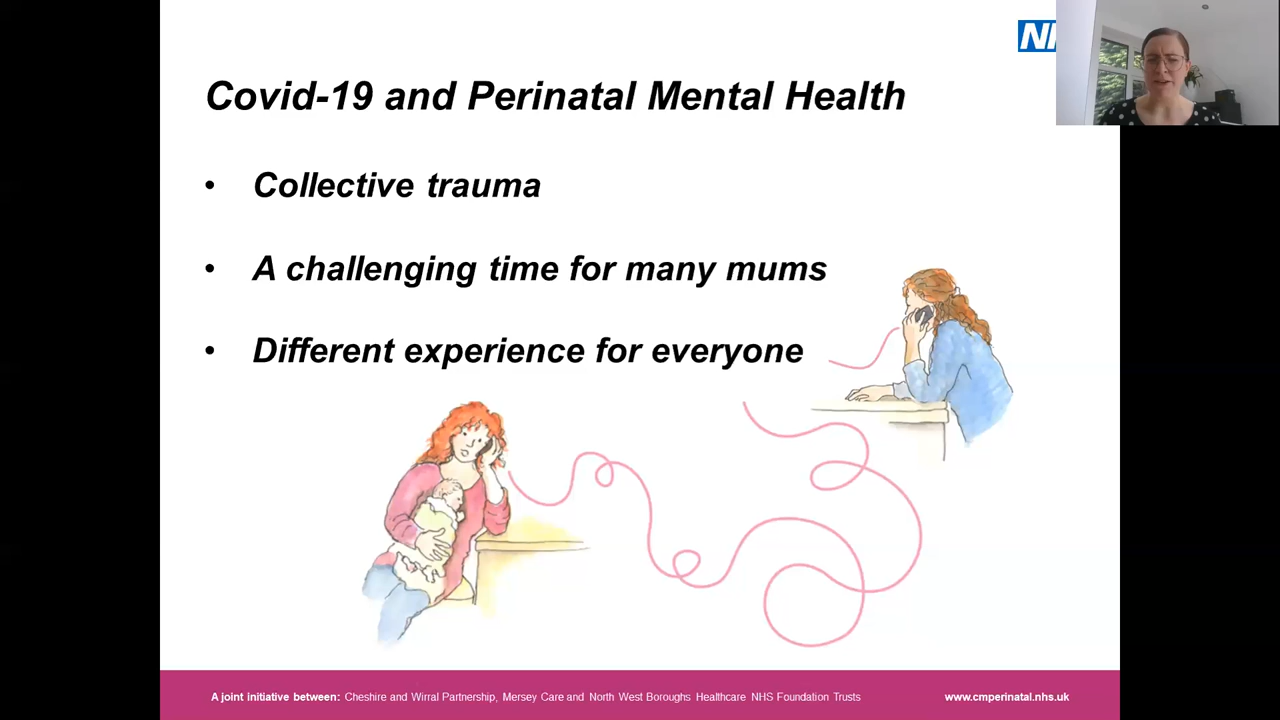 Covid-19 and Perinatal Mental Health
• Collective trauma
• A challenging time for many mums
• Different experience for everyone
A joint initiative between: Cheshire and Wirral Partnership, Mersey Care and North West Boroughs Healthcare NHS Foundation Trusts
www.cmperinatal.nhs.uk